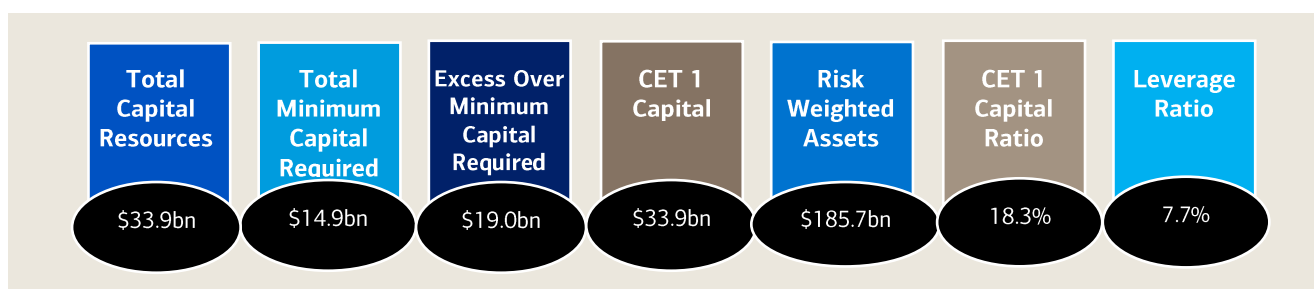 Total
Capital
Resources
$33.9bn
Total
Minimum
Capital
Required
$14.9bn
Excess Over
Minimum
Capital
Required
$19.0bn
CET 1
Capital
$33.9bn
Risk
Weighted
Assets
$185.7bn
CET 1
Capital
Ratio
18.3%
Leverage
Ratio
7.7%